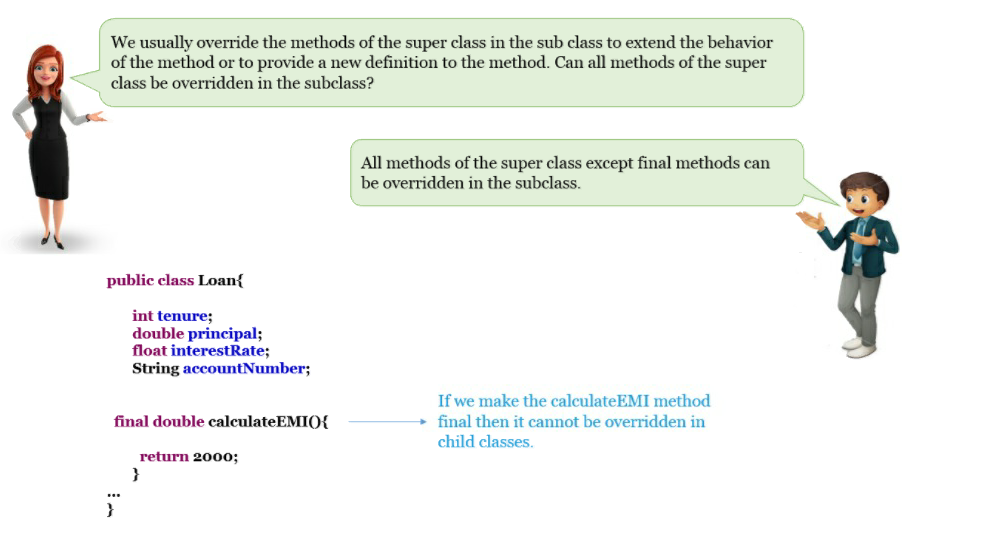 We usually override the methods of the super class in the sub class to extend the behavior
of the method or to provide a new definition to the method. Can all methods of the super
class be overridden in the subclass?
All methods of the super class except final methods can
be overridden in the subclass.
public class Loan{
int tenure;
double principal;
float interestRate;
String accountNumber;
final double calculateEMI(){
If we make the calculateEMI method
final then it cannot be overridden in
child classes.
return 2000;
}
...
}